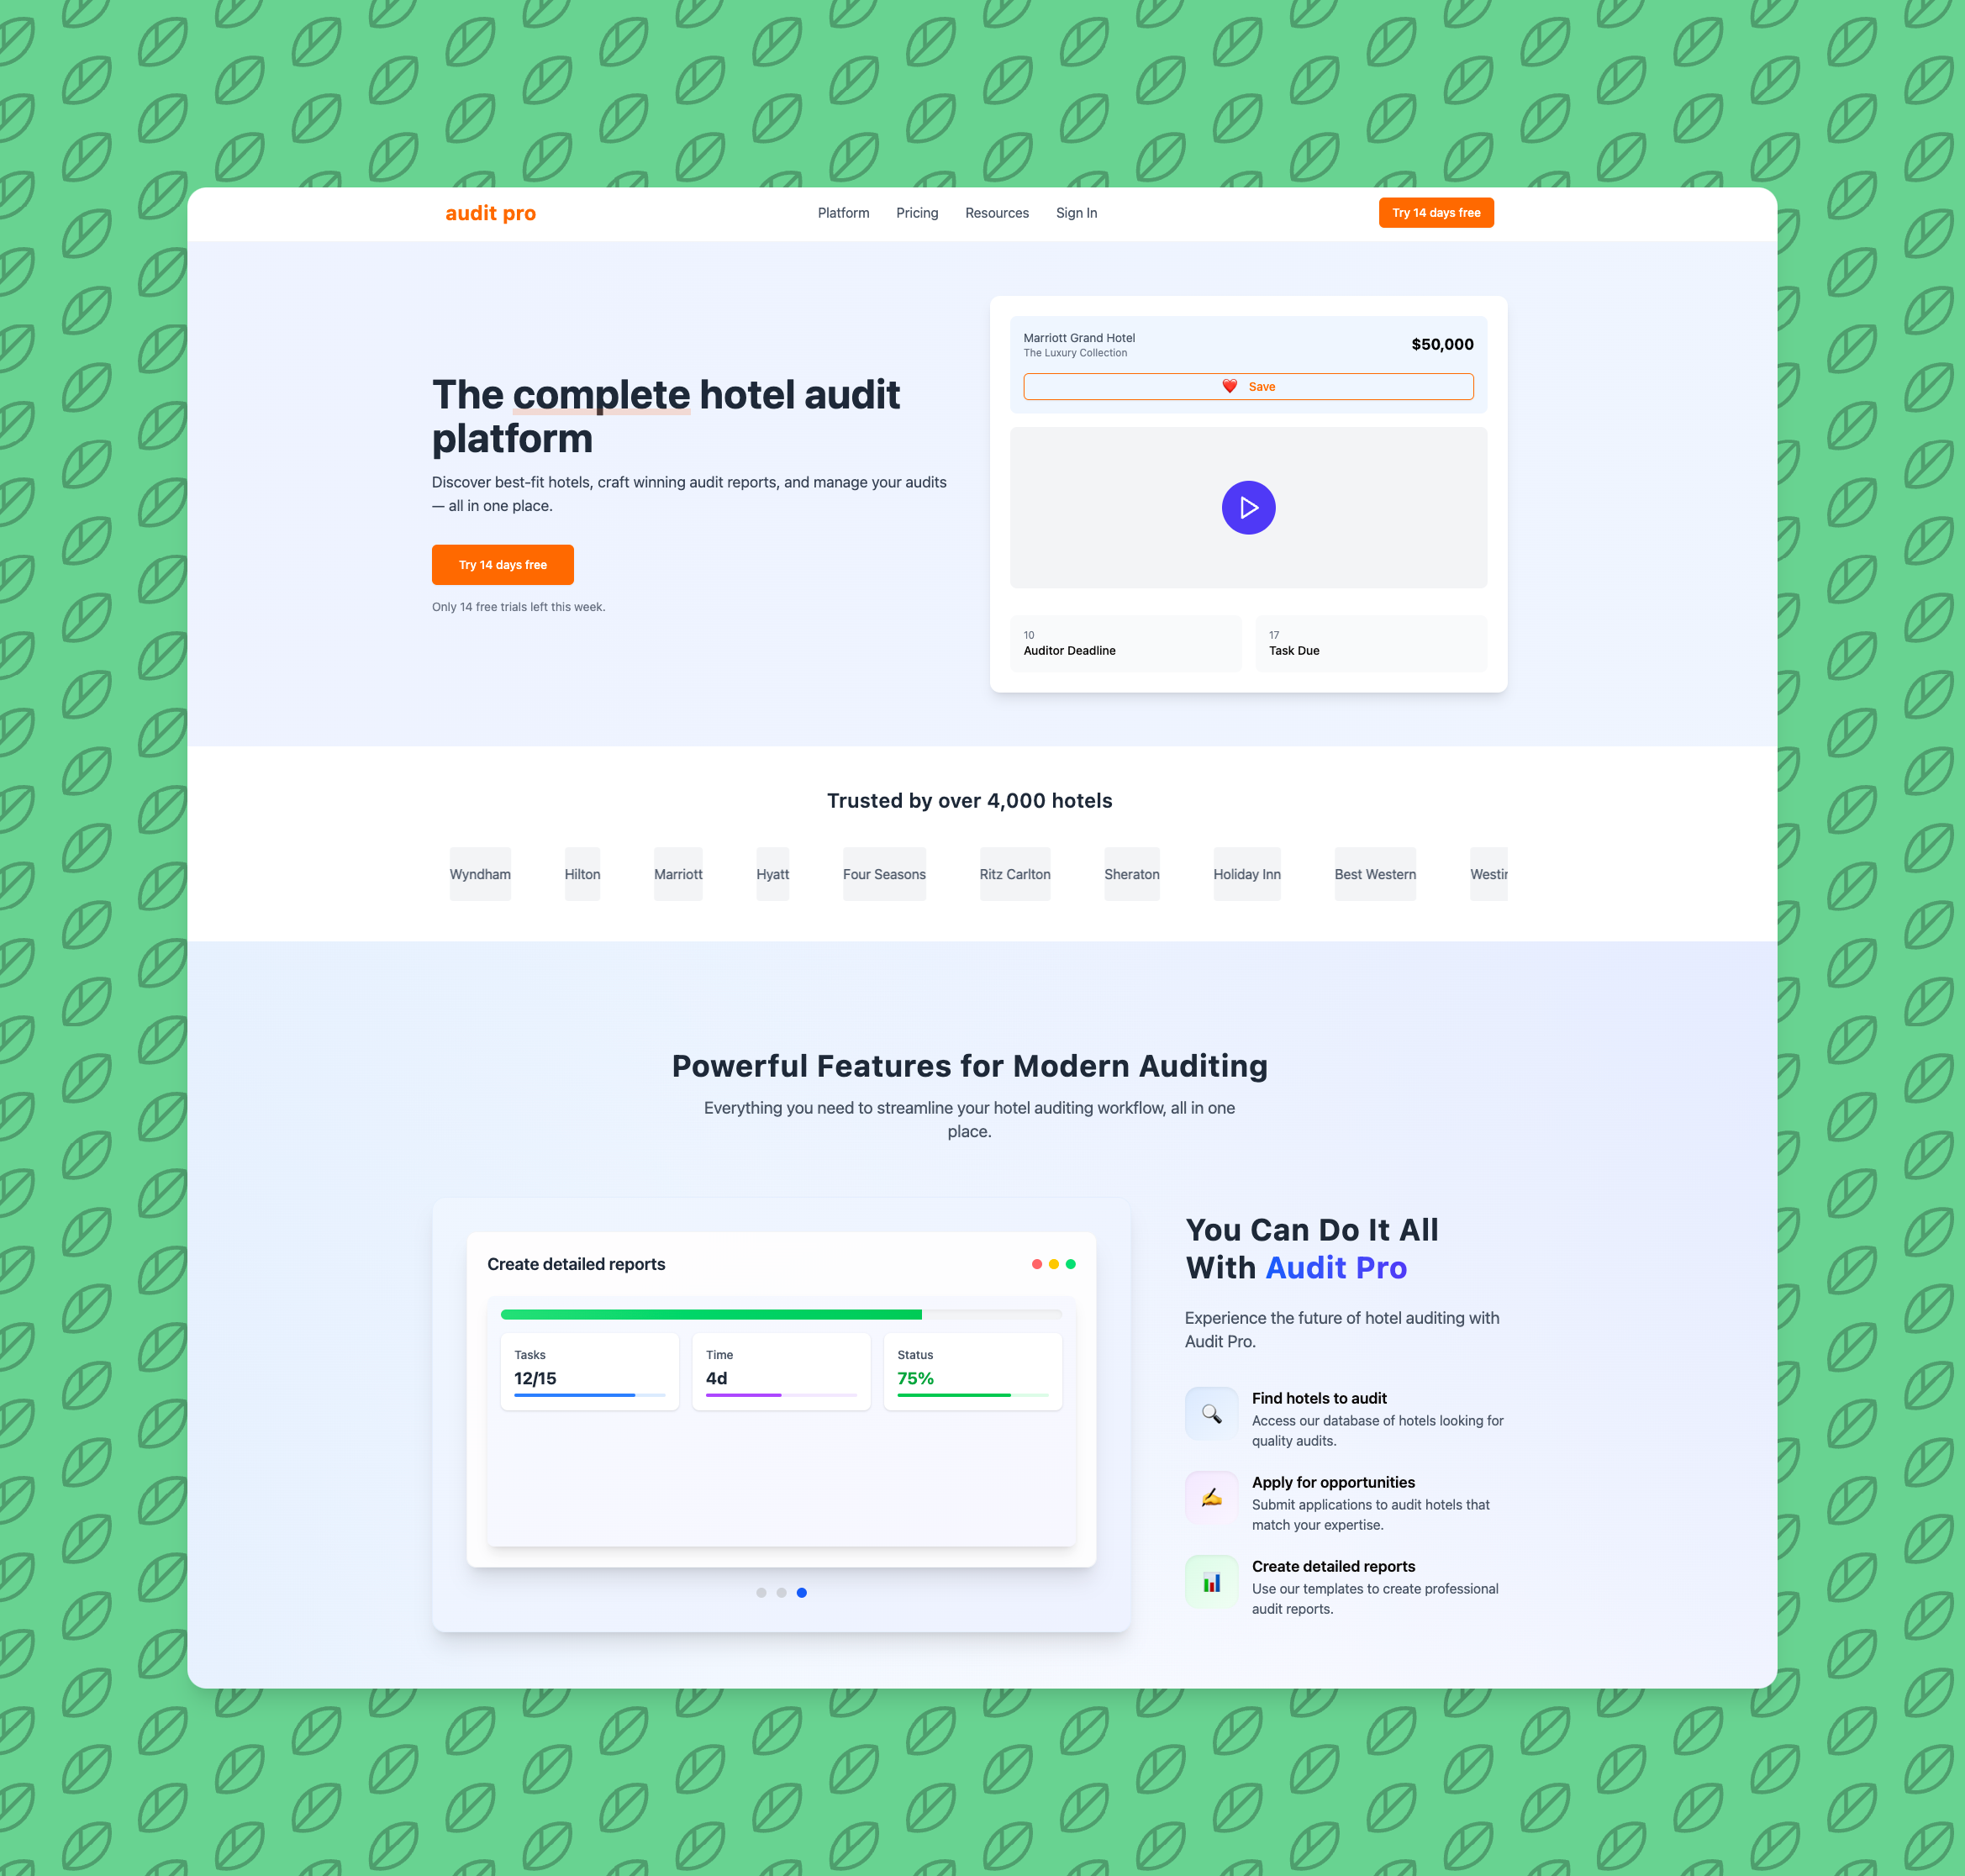 audit pro
Platform
Pricing
Resources
Sign In
Try 14 days free
The complete hotel audit
platform
Discover best-fit hotels, craft winning audit reports, and manage your audits
— all in one place.
Try 14 days free
Only 14 free trials left this week.
Marriott Grand Hotel
The Luxury Collection
$50,000
❤️ Save
10
Auditor Deadline
17
Task Due
Trusted by over 4,000 hotels
Wyndham
Hilton
Marriott
Hyatt
Four Seasons
Ritz Carlton
Sheraton
Holiday Inn
Best Western
Westin
Powerful Features for Modern Auditing
Everything you need to streamline your hotel auditing workflow, all in one
place.
Create detailed reports
Tasks
12/15
Time
4d
Status
75%
You Can Do It All
With Audit Pro
Experience the future of hotel auditing with
Audit Pro.
Find hotels to audit
Access our database of hotels looking for
quality audits.
Apply for opportunities
Submit applications to audit hotels that
match your expertise.
Create detailed reports
Use our templates to create professional
audit reports.